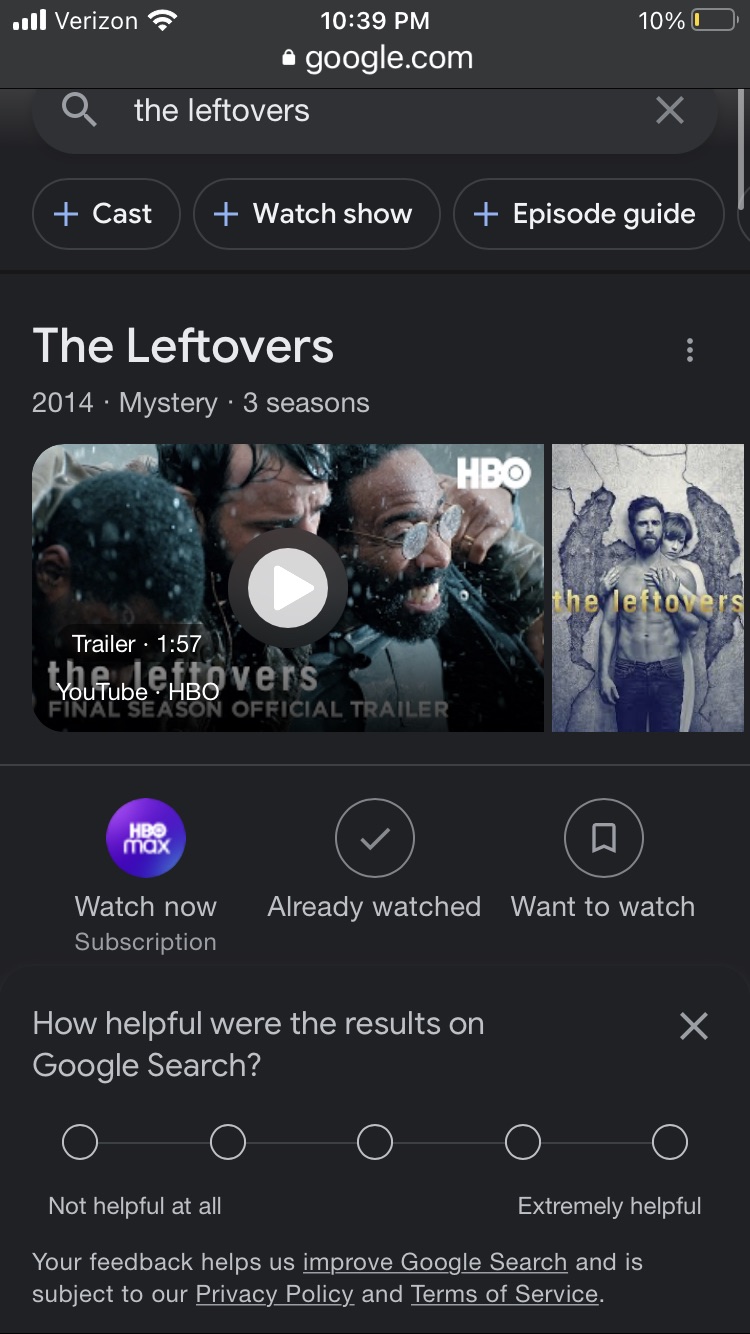 Verizon 10:39 PM 10%
google.com
the leftovers
Cast Watch show Episode guide
The Leftovers
2014 · Mystery · 3 seasons
HBO
the leftovers
Trailer · 1:57
the leftovers
YouTube · HBO
FINAL SEASON OFFICIAL TRAILER
HBO
max
Watch now Already watched Want to watch
Subscription
How helpful were the results on
Google Search?
Not helpful at all Extremely helpful
Your feedback helps us improve Google Search and is
subject to our Privacy Policy and Terms of Service.